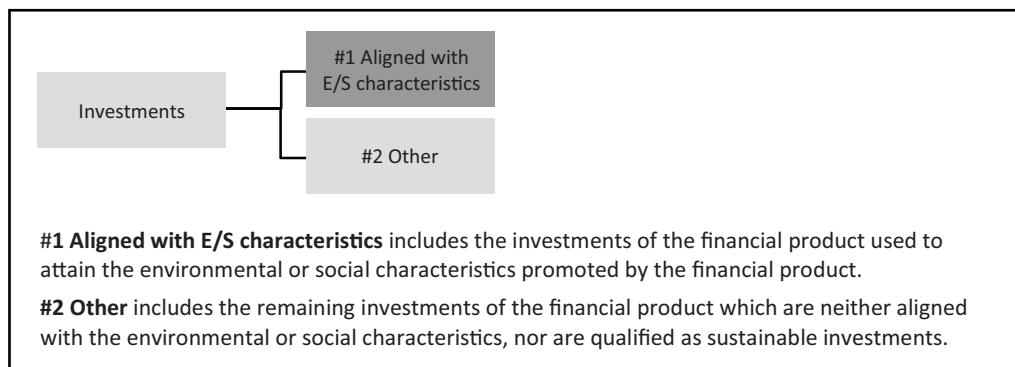 #1 Aligned with
E/S characteristics
Investments
#2 Other
#1 Aligned with E/S characteristics includes the investments of the financial product used to
attain the environmental or social characteristics promoted by the financial product.
#2 Other includes the remaining investments of the financial product which are neither aligned
with the environmental or social characteristics, nor are qualified as sustainable investments.